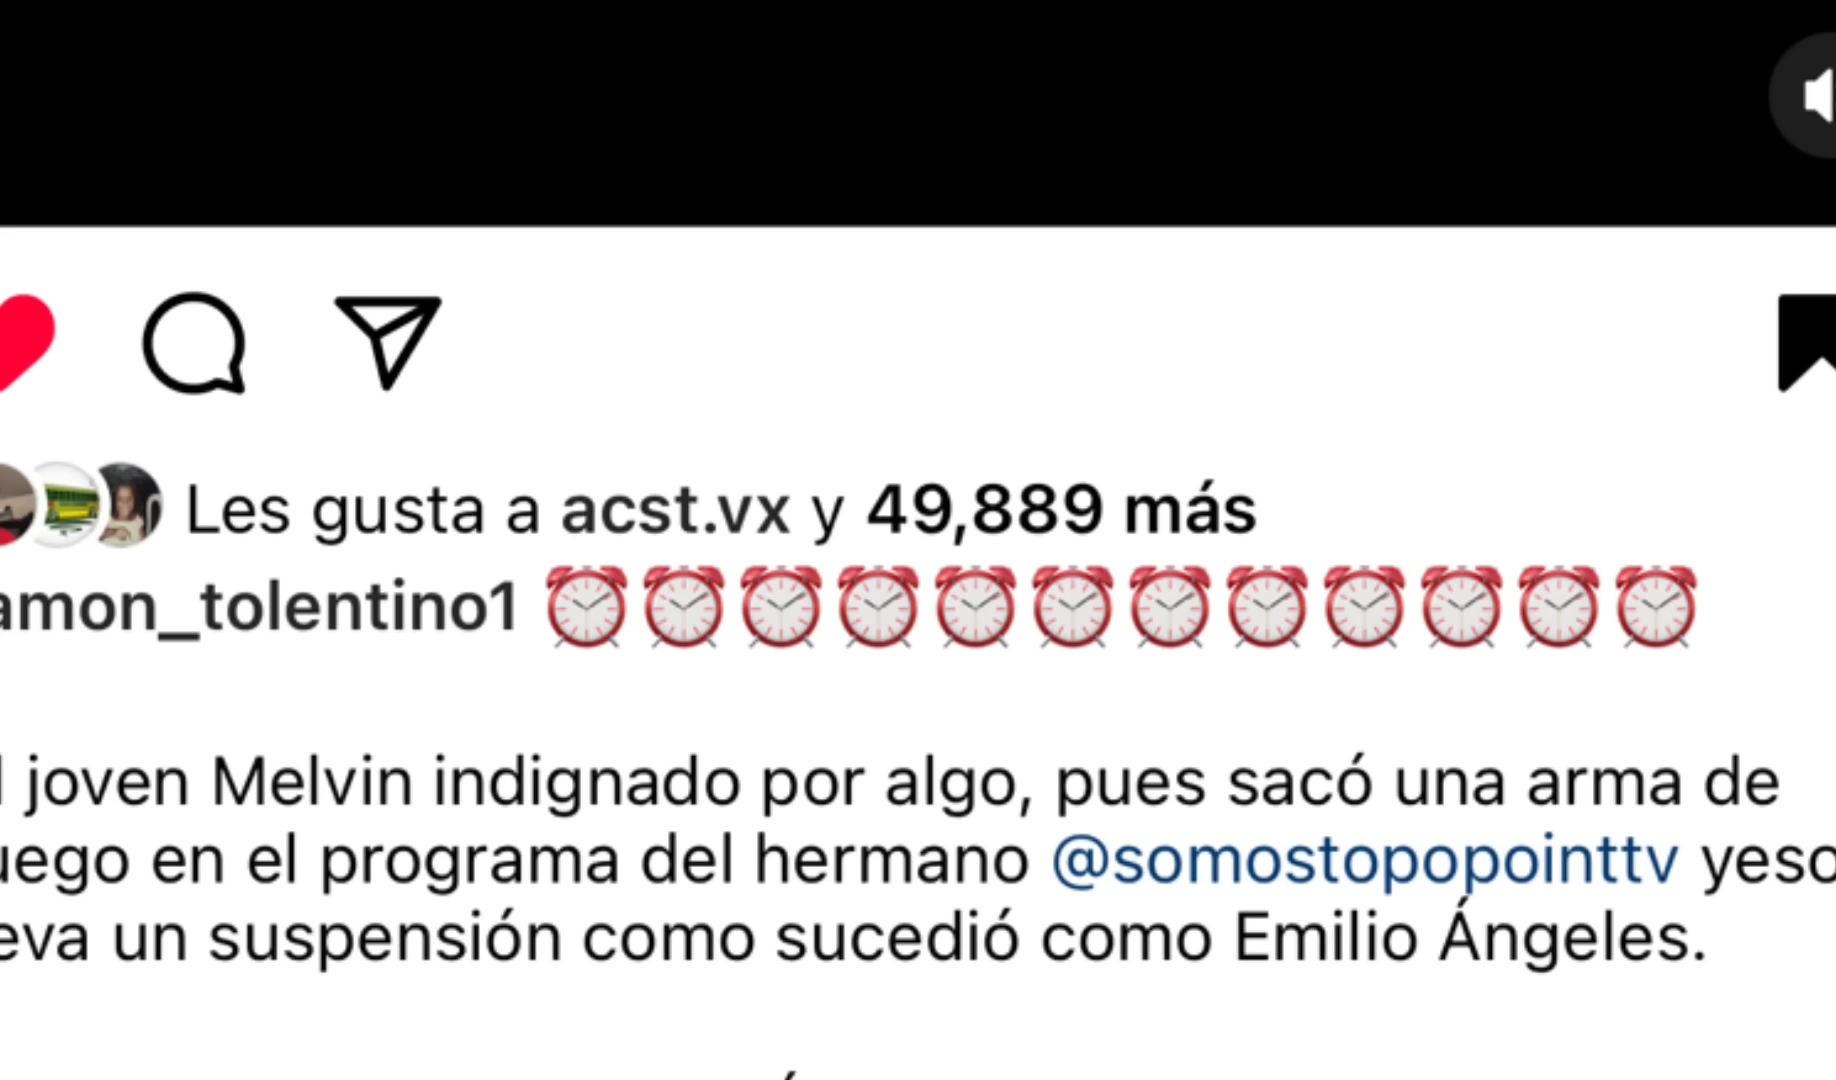 Les gusta a acst.vx y 49,889 más
amon_tolentino1 ⏰⏰⏰⏰⏰⏰⏰⏰⏰⏰⏰⏰
l joven Melvin indignado por algo, pues sacó una arma de
uego en el programa del hermano @somostopopointtv yeso
eva un suspensión como sucedió como Emilio Ángeles.